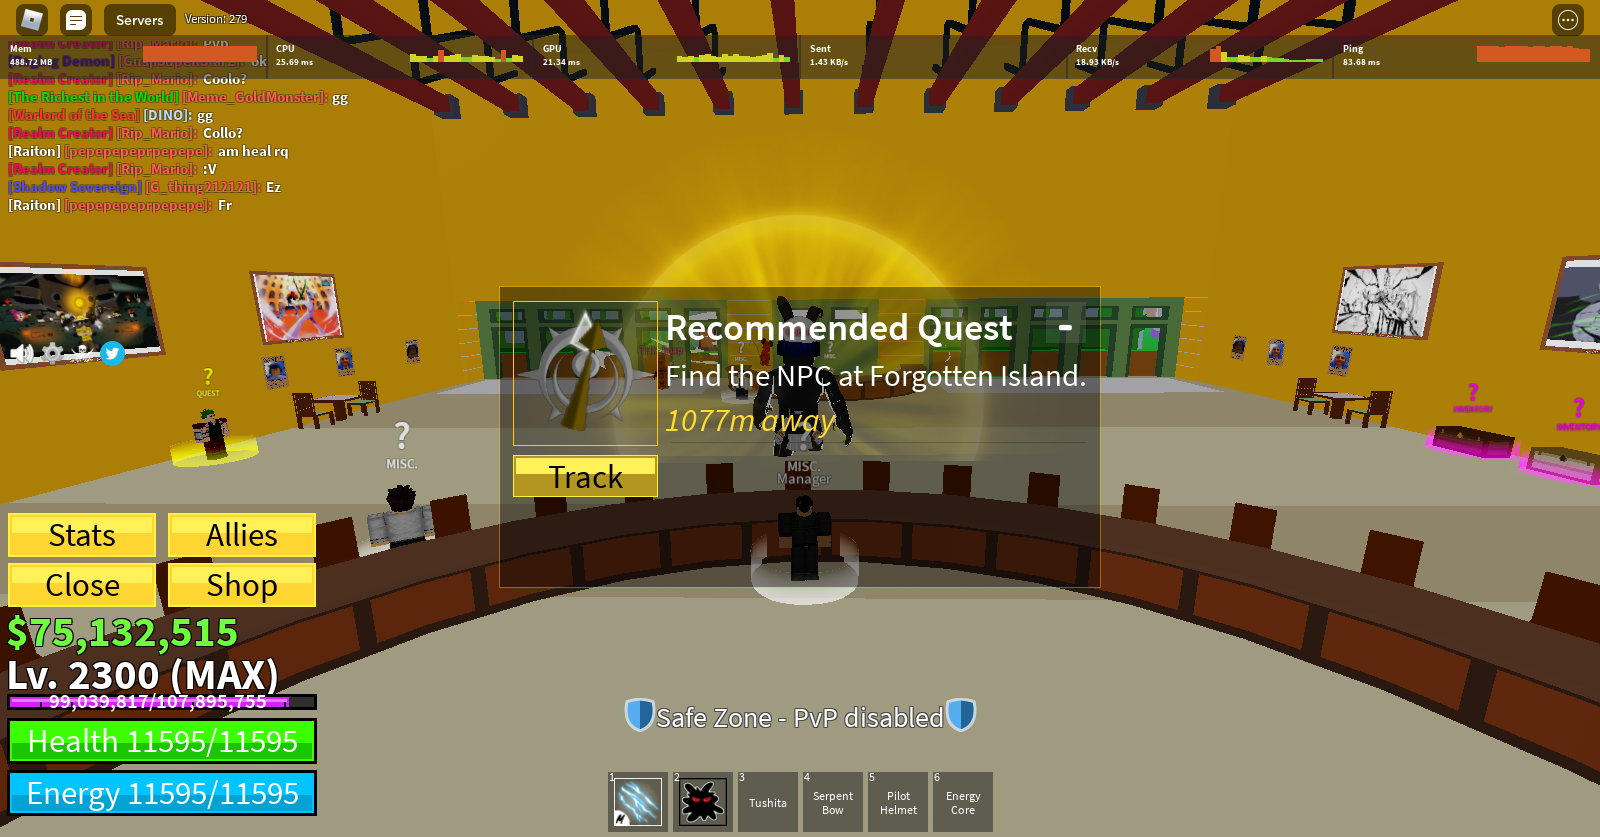 Servers
Version: 279
Mem
488.72 MB
CPU
25.69 ms
GPU
21.34 ms
Sent
1.43 KB/s
Recv
18.93 KB/s
Ping
83.68 ms
[Realm Creator] [Rip_Mario]: Coolo?
[The Richest in the World] [Meme_GoldMonster]: gg
[Warlord of the Sea] [DINO]: gg
[Realm Creator] [Rip_Mario]: Collo?
[Raiton] [pepepepeprpepepe]: am heal rq
[Realm Creator] [Rip_Mario]: :V
[Shadow Sovereign] [G_thing212121]: Ez
[Raiton] [pepepepeprpepepe]: Fr
Recommended Quest -
Find the NPC at Forgotten Island.
1077m away
Track
?
QUEST
?
MISC.
MISC.
Manager
?
INVENTORY
?
INVENTORY
Stats
Allies
Close
Shop
$75,132,515
Lv. 2300 (MAX)
99,039,817/107,895,755
Health 11595/11595
Energy 11595/11595
Safe Zone - PvP disabled
1
2
3
Tushita
4
Serpent
Bow
5
Pilot
Helmet
6
Energy
Core